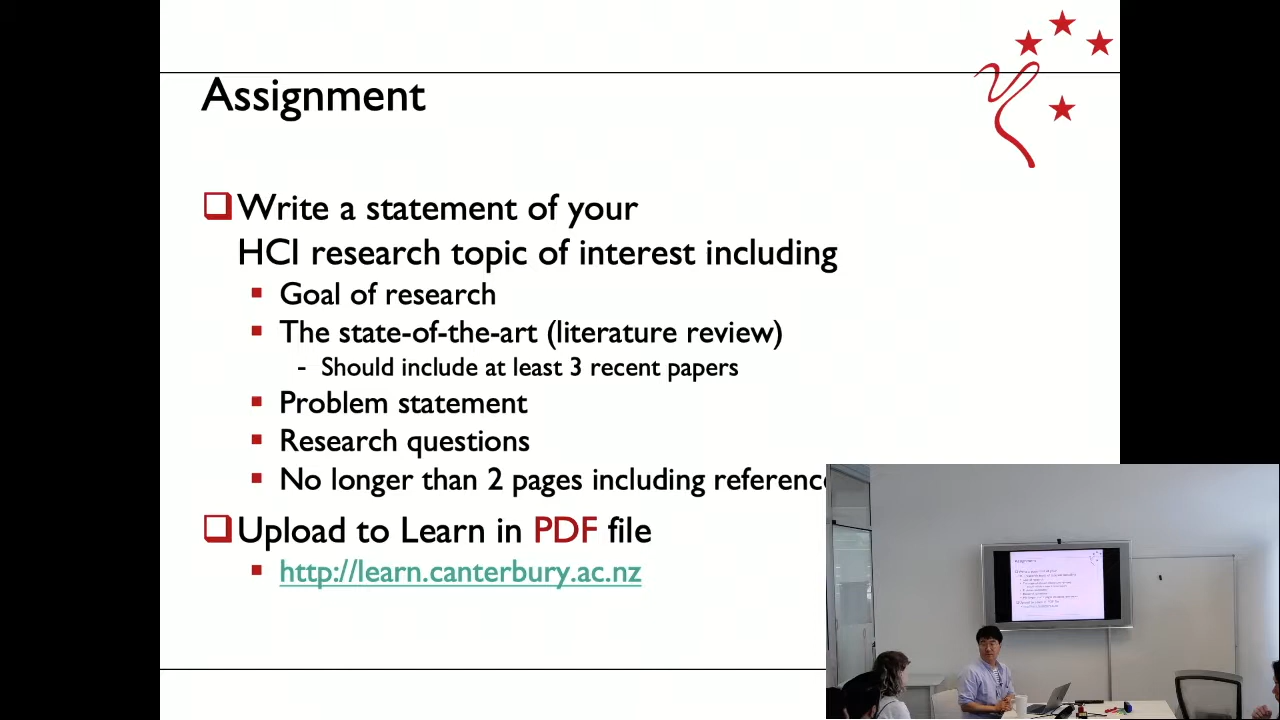 Assignment
Write a statement of your
HCI research topic of interest including
Goal of research
The state-of-the-art (literature review)
- Should include at least 3 recent papers
Problem statement
Research questions
No longer than 2 pages including
Upload to Learn in PDF file
http://learn.canterbury.ac.nz